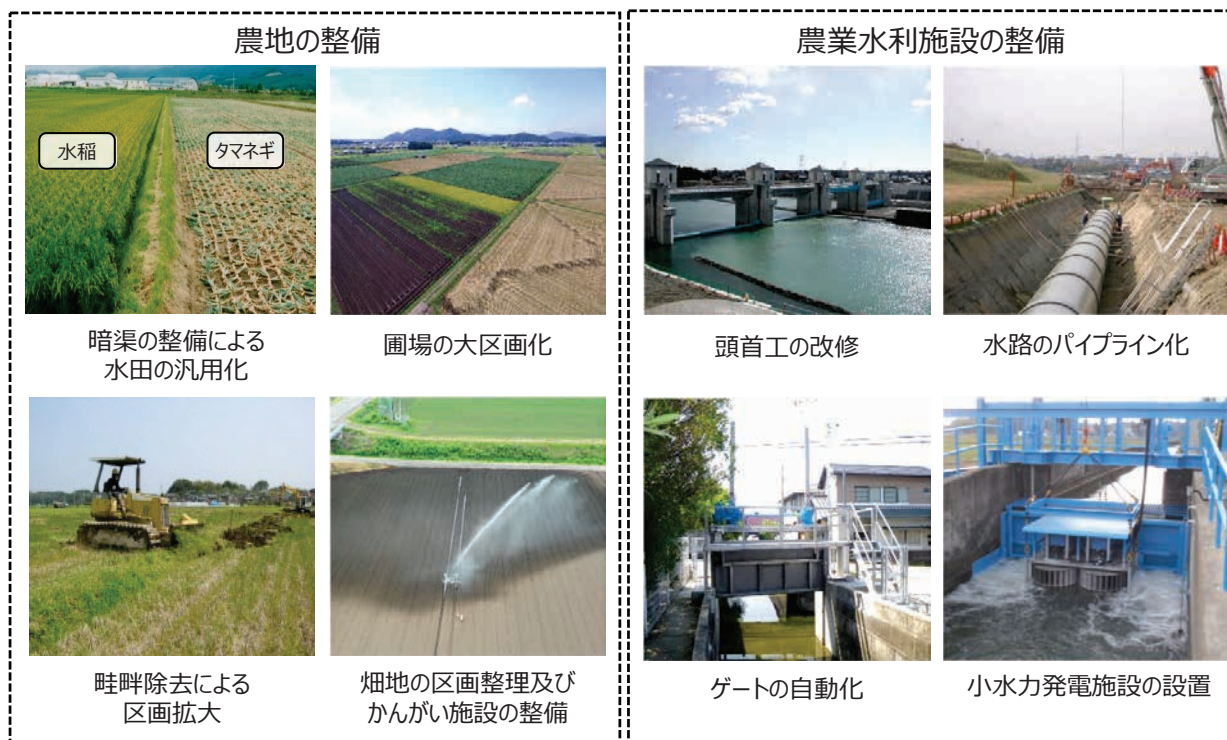 農地の整備
水稲
タマネギ
暗渠の整備による
水田の汎用化
圃場の大区画化
畦畔除去による
区画拡大
畑地の区画整理及び
かんがい施設の整備
農業水利施設の整備
頭首工の改修
水路のパイプライン化
ゲートの自動化
小水力発電施設の設置